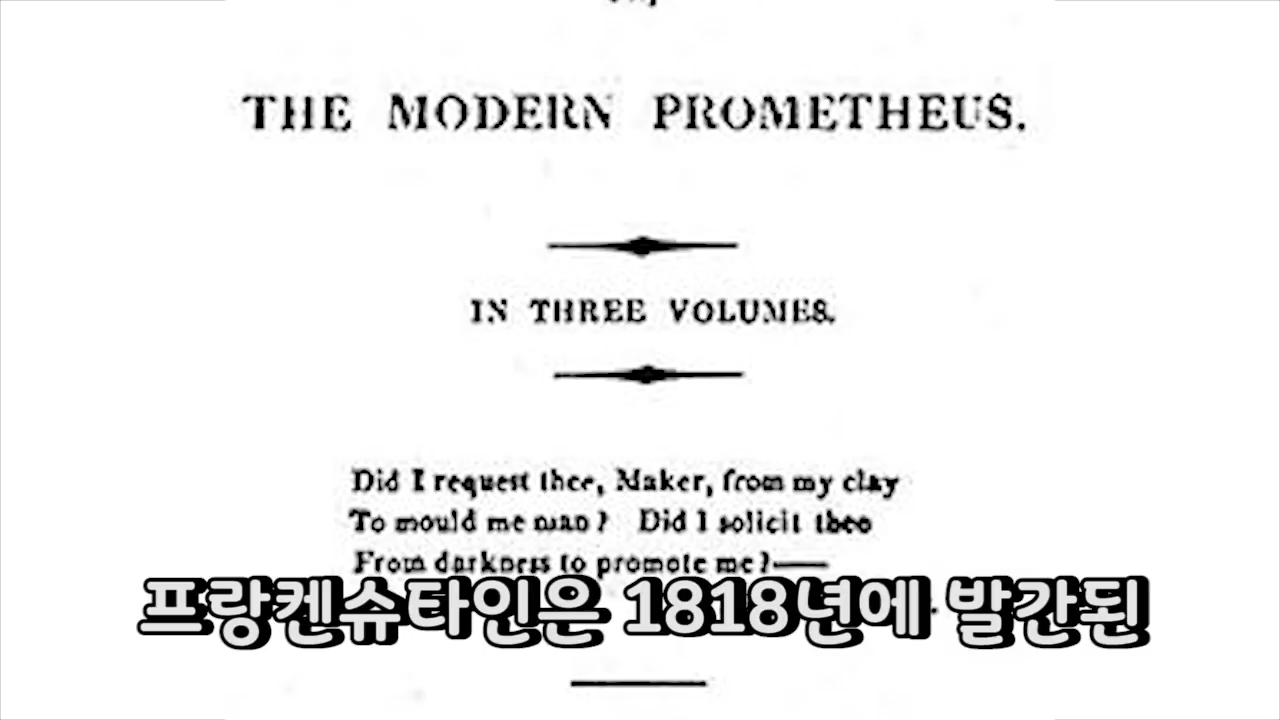 THE MODERN PROMETHEUS.
IN THREE VOLUMES.
Did I request thee, Maker, from my clay
To mould me man? Did I solicit thee
From darkness to promote me?——
프랑켄슈타인은 1818년에 발간된